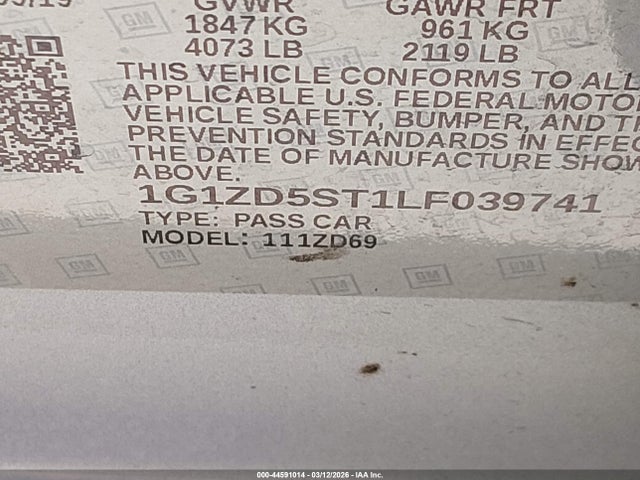 GVWR GAWR FRT
1847 KG 961 KG
4073 LB 2119 LB
THIS VEHICLE CONFORMS TO ALL
APPLICABLE U.S. FEDERAL MOTO
VEHICLE SAFETY, BUMPER, AND T
PREVENTION STANDARDS IN EFFEC
THE DATE OF MANUFACTURE SHOW
ABOVE.
1G1ZD5ST1LF039741
TYPE: PASS CAR
MODEL: 111ZD69
GM
000-44591014 - 03/12/2026 - IAA Inc.